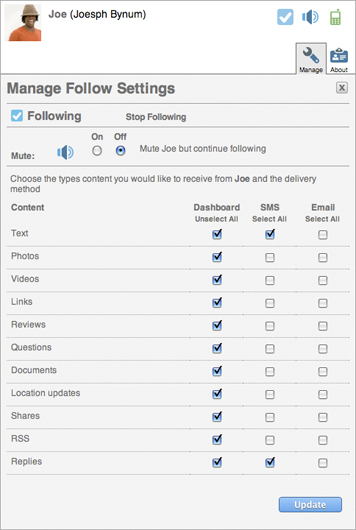 Joe (Joesph Bynum)
Manage About
Manage Follow Settings
Following Stop Following
On Off
Mute: Mute Joe but continue following
Choose the types content you would like to receive from Joe and the delivery
method
Content Dashboard SMS Email
Unselect All Select All Select All
Text
Photos
Videos
Links
Reviews
Questions
Documents
Location updates
Shares
RSS
Replies
Update